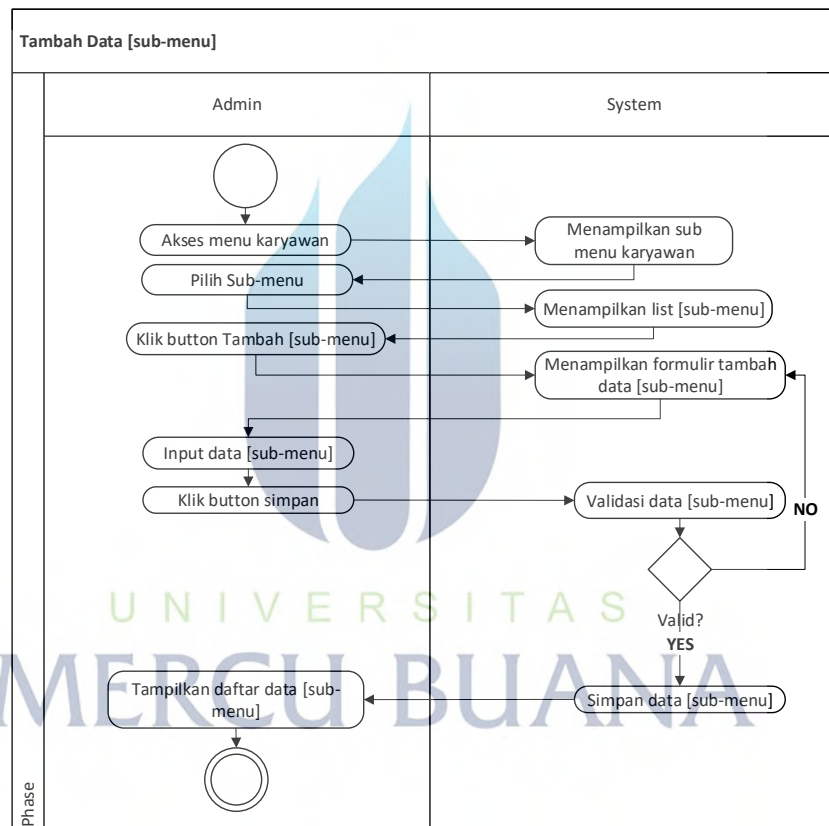 Tambah Data [sub-menu]
Admin
System
Akses menu karyawan
Menampilkan sub
menu karyawan
Pilih Sub-menu
Menampilkan list [sub-menu]
Klik button Tambah [sub-menu]
Menampilkan formulir tambah
data [sub-menu]
Input data [sub-menu]
Klik button simpan
Validasi data [sub-menu]
NO
UNIVERSITAS
Valid?
YES
MERCU BUANA
Tampilkan daftar data [sub-
menu]
Simpan data [sub-menu]
Phase